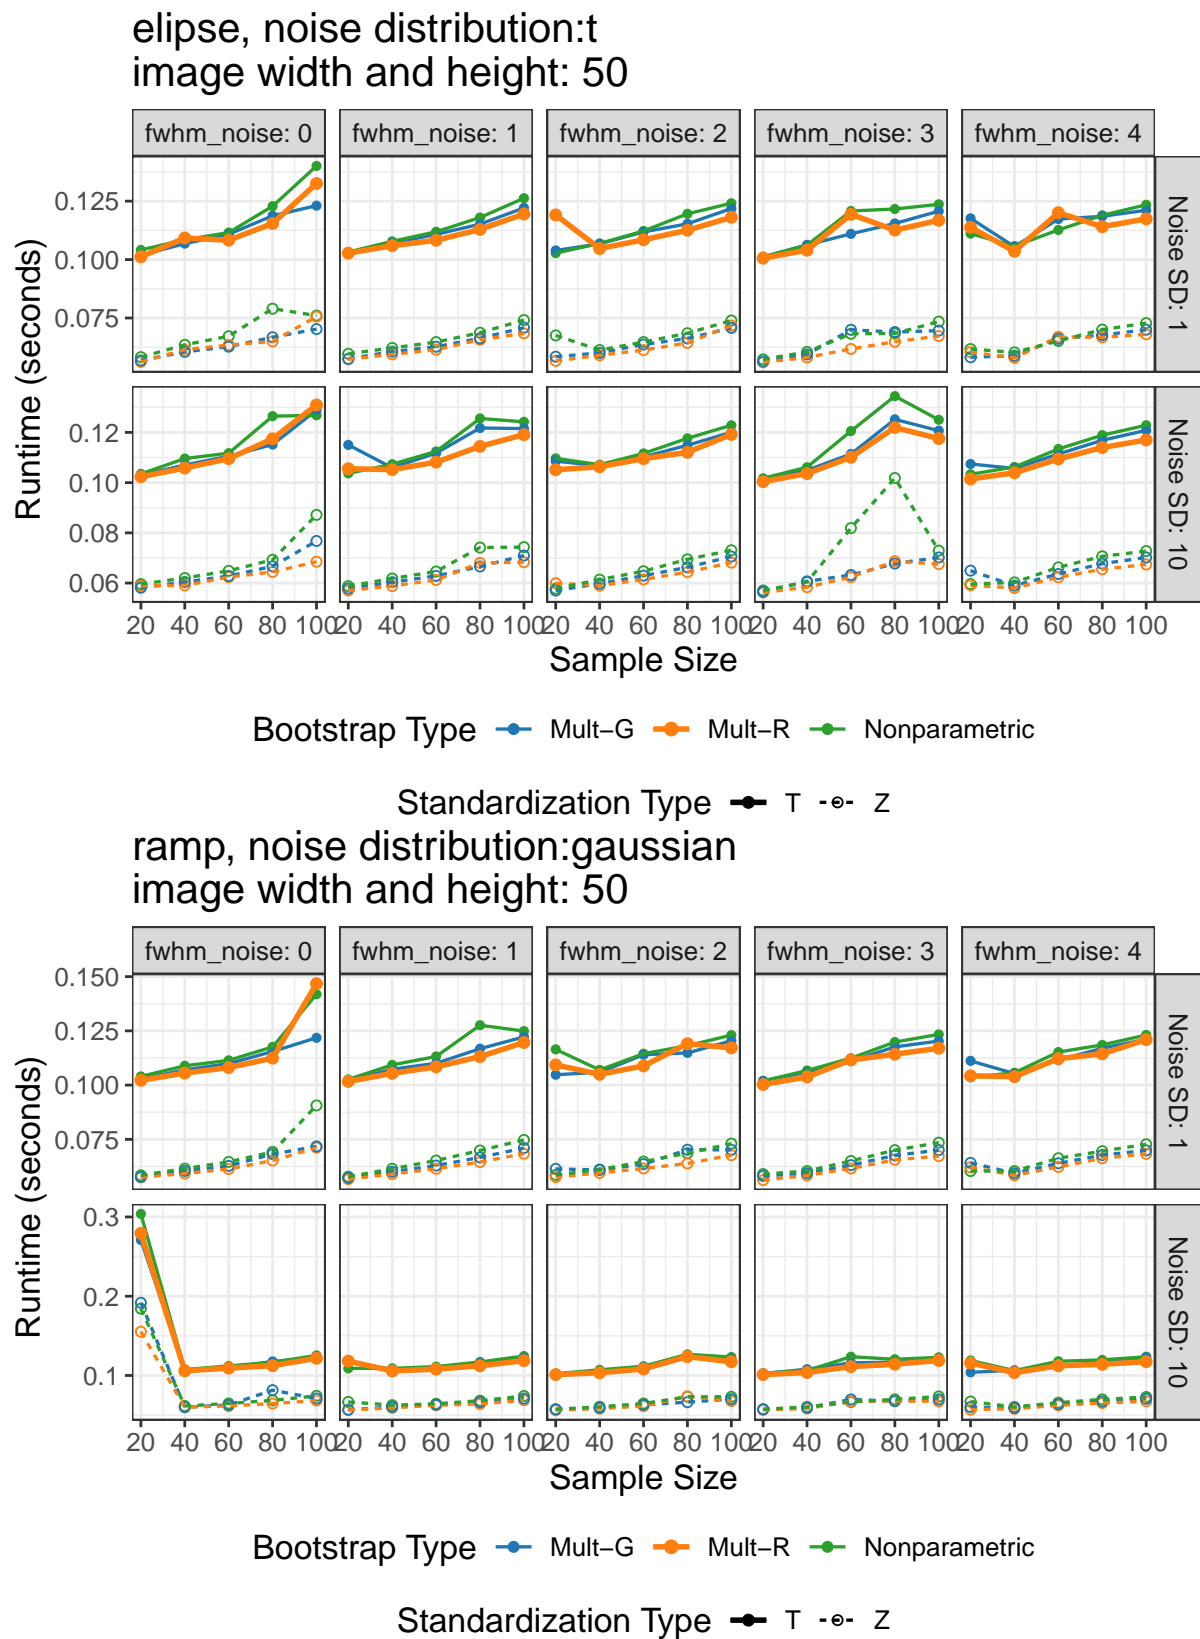 elipse, noise distribution:t
image width and height: 50
fwhm_noise: 0 fwhm_noise: 1 fwhm_noise: 2 fwhm_noise: 3 fwhm_noise: 4
Runtime (seconds)
0.125
0.100
0.075
Noise SD: 1
0.12
0.10
0.08
0.06
Noise SD: 10
20 40 60 80 100 20 40 60 80 100 20 40 60 80 100 20 40 60 80 100 20 40 60 80 100
Sample Size
Bootstrap Type Mult−G Mult−R Nonparametric
Standardization Type T Z
ramp, noise distribution:gaussian
image width and height: 50
fwhm_noise: 0 fwhm_noise: 1 fwhm_noise: 2 fwhm_noise: 3 fwhm_noise: 4
Runtime (seconds)
0.150
0.125
0.100
0.075
Noise SD: 1
0.3
0.2
0.1
Noise SD: 10
20 40 60 80 100 20 40 60 80 100 20 40 60 80 100 20 40 60 80 100 20 40 60 80 100
Sample Size
Bootstrap Type Mult−G Mult−R Nonparametric
Standardization Type T Z